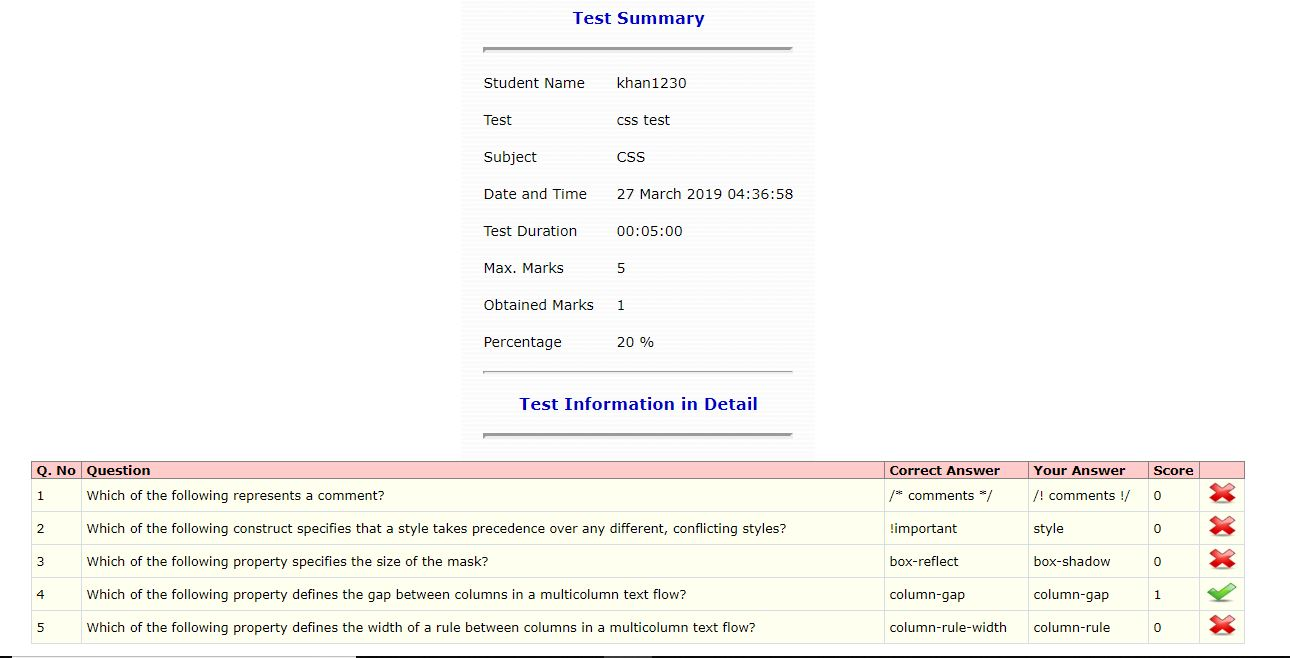 Test Summary
Student Name khan1230
Test css test
Subject CSS
Date and Time 27 March 2019 04:36:58
Test Duration 00:05:00
Max. Marks 5
Obtained Marks 1
Percentage 20 %
Test Information in Detail
Q. No Question Correct Answer Your Answer Score
1 Which of the following represents a comment? /* comments */ /! comments !/ 0
2 Which of the following construct specifies that a style takes precedence over any different, conflicting styles? !important style 0
3 Which of the following property specifies the size of the mask? box-reflect box-shadow 0
4 Which of the following property defines the gap between columns in a multicolumn text flow? column-gap column-gap 1
5 Which of the following property defines the width of a rule between columns in a multicolumn text flow? column-rule-width column-rule 0